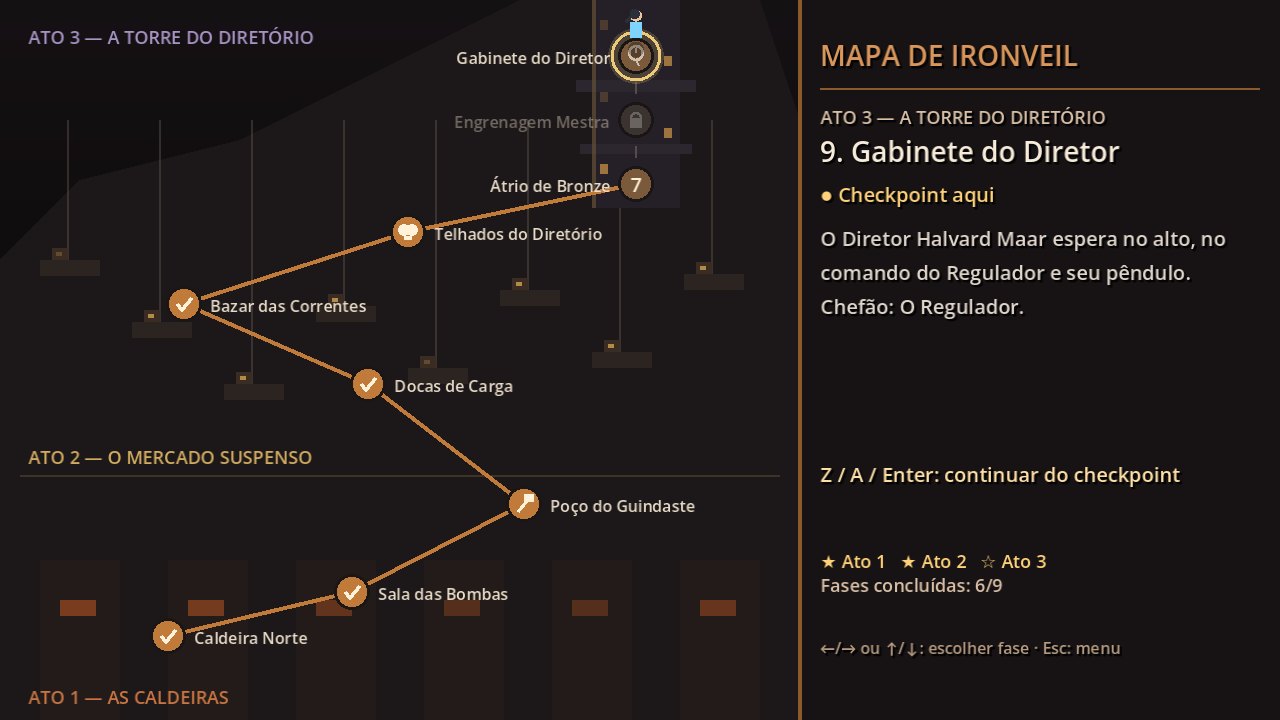 ATO 3 — A TORRE DO DIRETÓRIO
Gabinete do Diretor
Engrenagem Mestra
Átrio de Bronze
7
Telhados do Diretório
Bazar das Correntes
Docas de Carga
ATO 2 — O MERCADO SUSPENSO
Poço do Guindaste
Sala das Bombas
Caldeira Norte
ATO 1 — AS CALDEIRAS
MAPA DE IRONVEIL
ATO 3 — A TORRE DO DIRETÓRIO
9. Gabinete do Diretor
● Checkpoint aqui
O Diretor Halvard Maar espera no alto, no
comando do Regulador e seu pêndulo.
Chefão: O Regulador.
Z / A / Enter: continuar do checkpoint
★ Ato 1 ★ Ato 2 ☆ Ato 3
Fases concluídas: 6/9
←/→ ou ↑/↓: escolher fase · Esc: menu